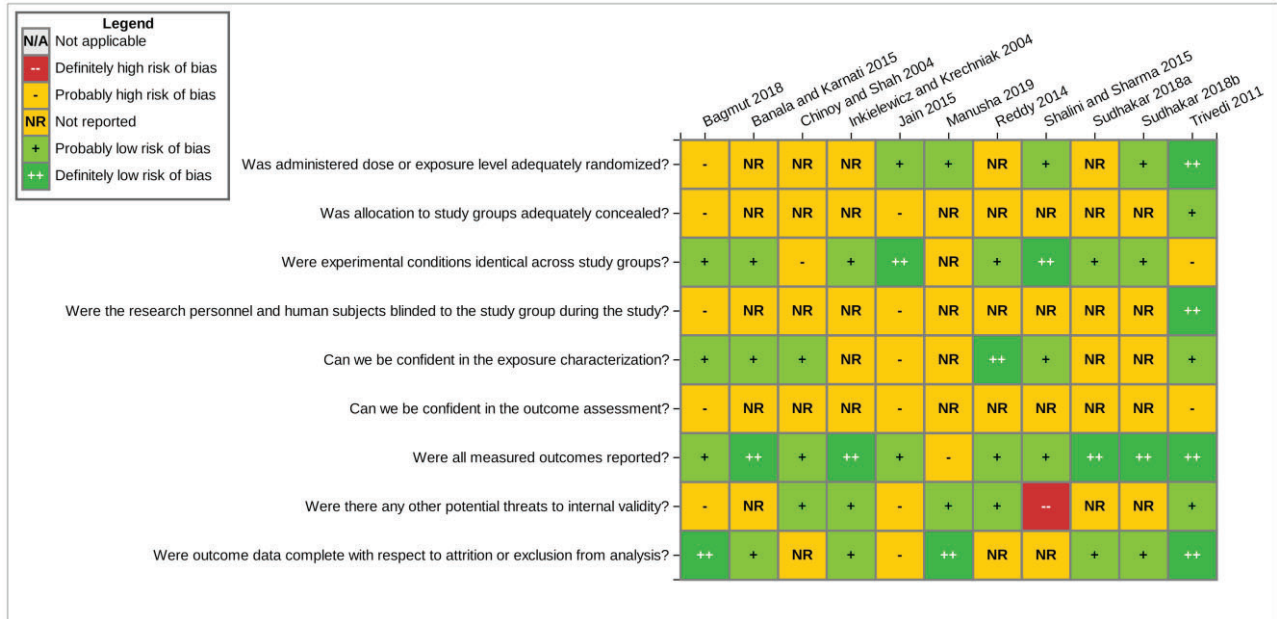 Legend
N/A Not applicable
-- Definitely high risk of bias
- Probably high risk of bias
NR Not reported
+ Probably low risk of bias
++ Definitely low risk of bias
Bagmut 2018
Banala and Karnati 2015
Chinoy and Shah 2004
Inkielewicz and Krechniak 2004
Jain 2015
Manusha 2019
Reddy 2014
Shalini and Sharma 2015
Sudhakar 2018a
Sudhakar 2018b
Trivedi 2011
Was administered dose or exposure level adequately randomized? - NR NR NR + + NR + NR + ++
Was allocation to study groups adequately concealed? - NR NR NR - NR NR NR NR NR +
Were experimental conditions identical across study groups? + + - + ++ NR + ++ + + -
Were the research personnel and human subjects blinded to the study group during the study? - NR NR NR - NR NR NR NR NR ++
Can we be confident in the exposure characterization? + + + NR - NR ++ + NR NR +
Can we be confident in the outcome assessment? - NR NR NR - NR NR NR NR NR -
Were all measured outcomes reported? + ++ + ++ + - + + ++ ++ ++
Were there any other potential threats to internal validity? - NR + + - + + -- NR NR +
Were outcome data complete with respect to attrition or exclusion from analysis? ++ + NR + - ++ NR NR + + ++